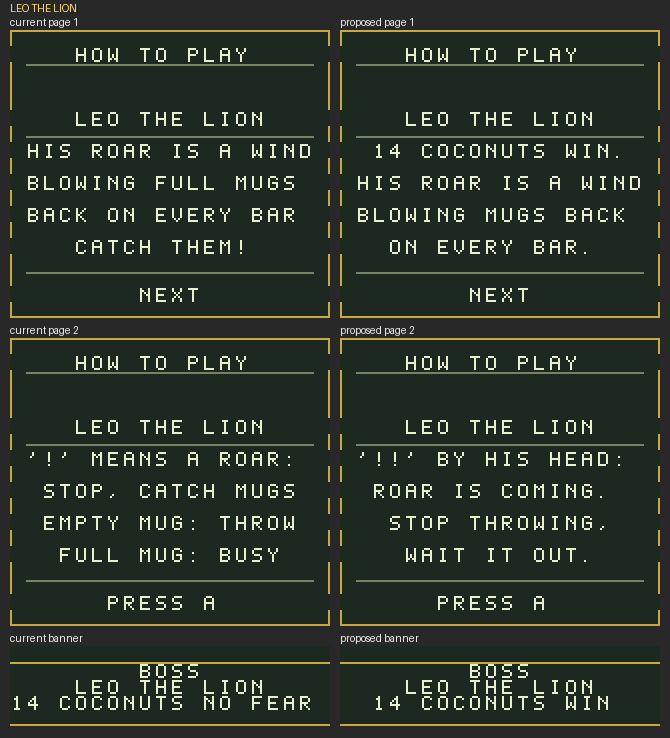 LEO THE LION
current page 1
HOW TO PLAY
LEO THE LION
HIS ROAR IS A WIND
BLOWING FULL MUGS
BACK ON EVERY BAR
CATCH THEM!
NEXT
proposed page 1
HOW TO PLAY
LEO THE LION
14 COCONUTS WIN.
HIS ROAR IS A WIND
BLOWING MUGS BACK
ON EVERY BAR.
NEXT
current page 2
HOW TO PLAY
LEO THE LION
'!' MEANS A ROAR:
STOP, CATCH MUGS
EMPTY MUG: THROW
FULL MUG: BUSY
PRESS A
proposed page 2
HOW TO PLAY
LEO THE LION
'!!' BY HIS HEAD:
ROAR IS COMING.
STOP THROWING,
WAIT IT OUT.
PRESS A
current banner
BOSS
LEO THE LION
14 COCONUTS NO FEAR
proposed banner
BOSS
LEO THE LION
14 COCONUTS WIN